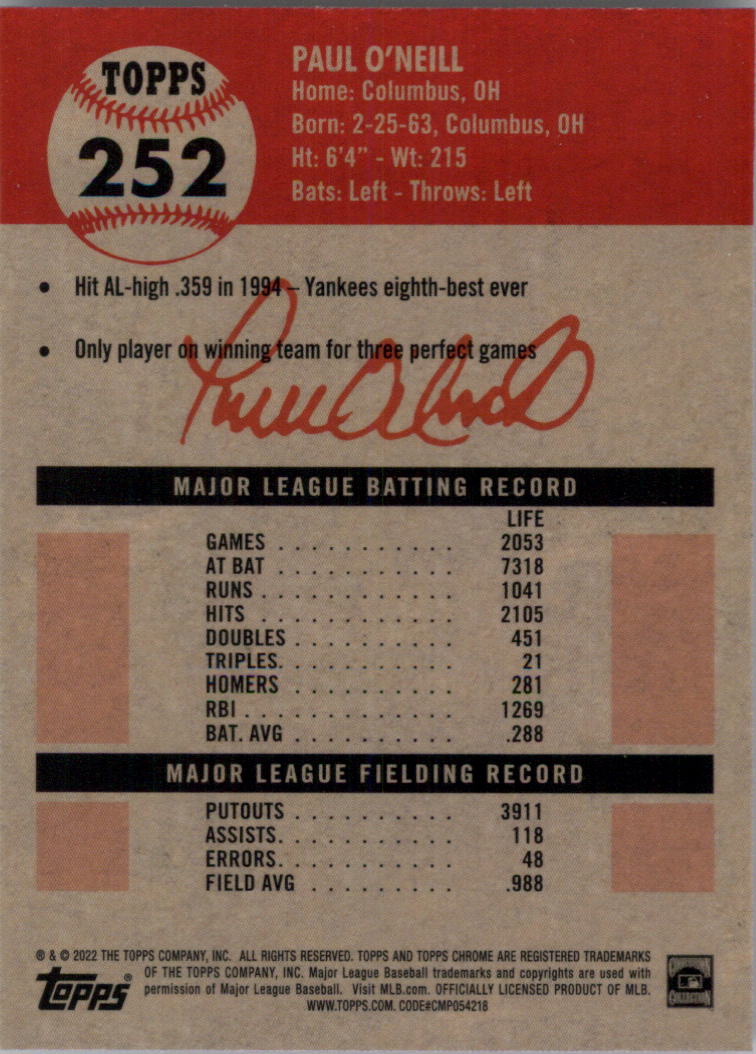 TOPPS
252
PAUL O'NEILL
Home: Columbus, OH
Born: 2-25-63, Columbus, OH
Ht: 6'4" - Wt: 215
Bats: Left - Throws: Left
• Hit AL-high .359 in 1994 – Yankees eighth-best ever
• Only player on winning team for three perfect games
Paul O'Neill
MAJOR LEAGUE BATTING RECORD
LIFE
GAMES . . . . . . . . . . . 2053
AT BAT . . . . . . . . . . . 7318
RUNS . . . . . . . . . . . . 1041
HITS . . . . . . . . . . . 2105
DOUBLES . . . . . . . . . . 451
TRIPLES. . . . . . . . . . . 21
HOMERS . . . . . . . . . . 281
RBI . . . . . . . . . . . . . 1269
BAT. AVG . . . . . . . . . . .288
MAJOR LEAGUE FIELDING RECORD
PUTOUTS . . . . . . . . . . 3911
ASSISTS. . . . . . . . . . . 118
ERRORS. . . . . . . . . . . 48
FIELD AVG . . . . . . . . . .988
® & © 2022 THE TOPPS COMPANY, INC. ALL RIGHTS RESERVED. TOPPS AND TOPPS CHROME ARE REGISTERED TRADEMARKS
OF THE TOPPS COMPANY, INC. Major League Baseball trademarks and copyrights are used with
permission of Major League Baseball. Visit MLB.com. OFFICIALLY LICENSED PRODUCT OF MLB.
WWW.TOPPS.COM. CODE#CMP054218
Topps®
COOPERSTOWN
COLLECTION